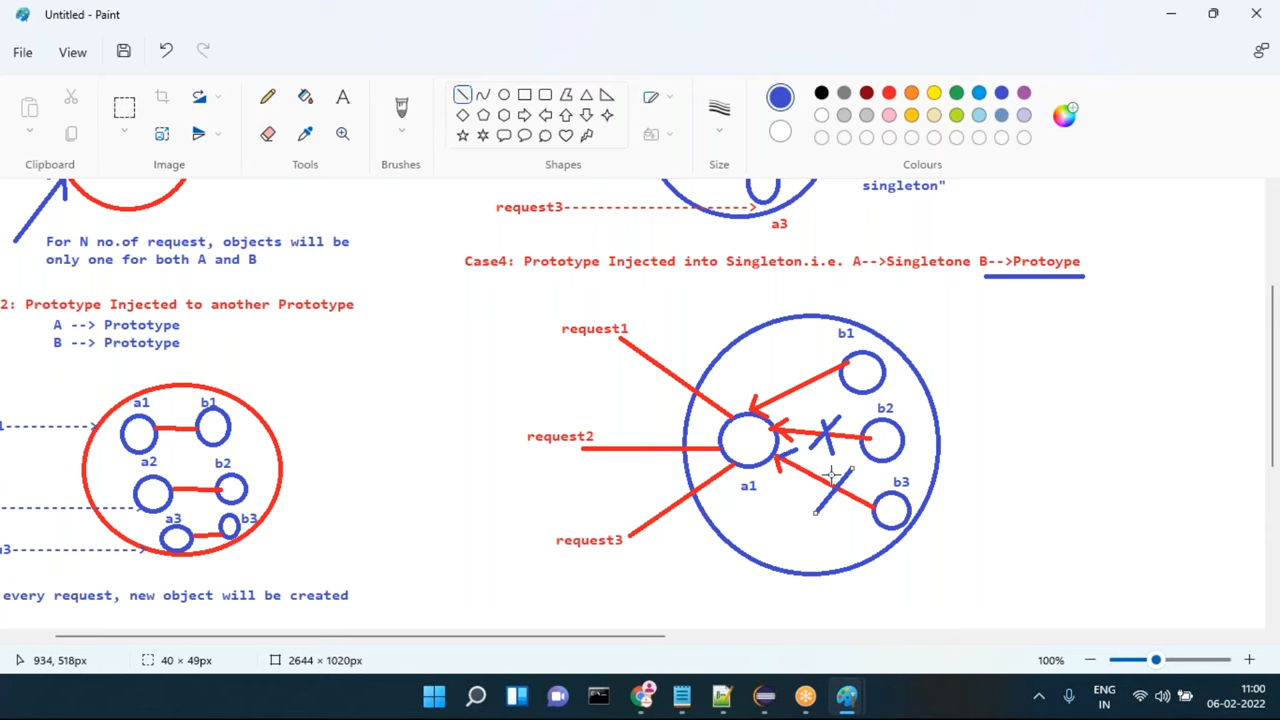 Untitled - Paint
File
View
Clipboard
Image
Tools
Brushes
Shapes
Size
Colours
singleton"
request3
a3
For N no.of request, objects will be
only one for both A and B
Case4: Prototype Injected into Singleton.i.e. A-->Singletone B-->Protoype
2: Prototype Injected to another Prototype
A --> Prototype
B --> Prototype
request1
b1
b2
request2
a1
b3
request3
a1
b1
a2
b2
a3
b3
a3
every request, new object will be created
934, 518px
40 × 49px
2644 × 1020px
100%
ENG
IN
11:00
06-02-2022